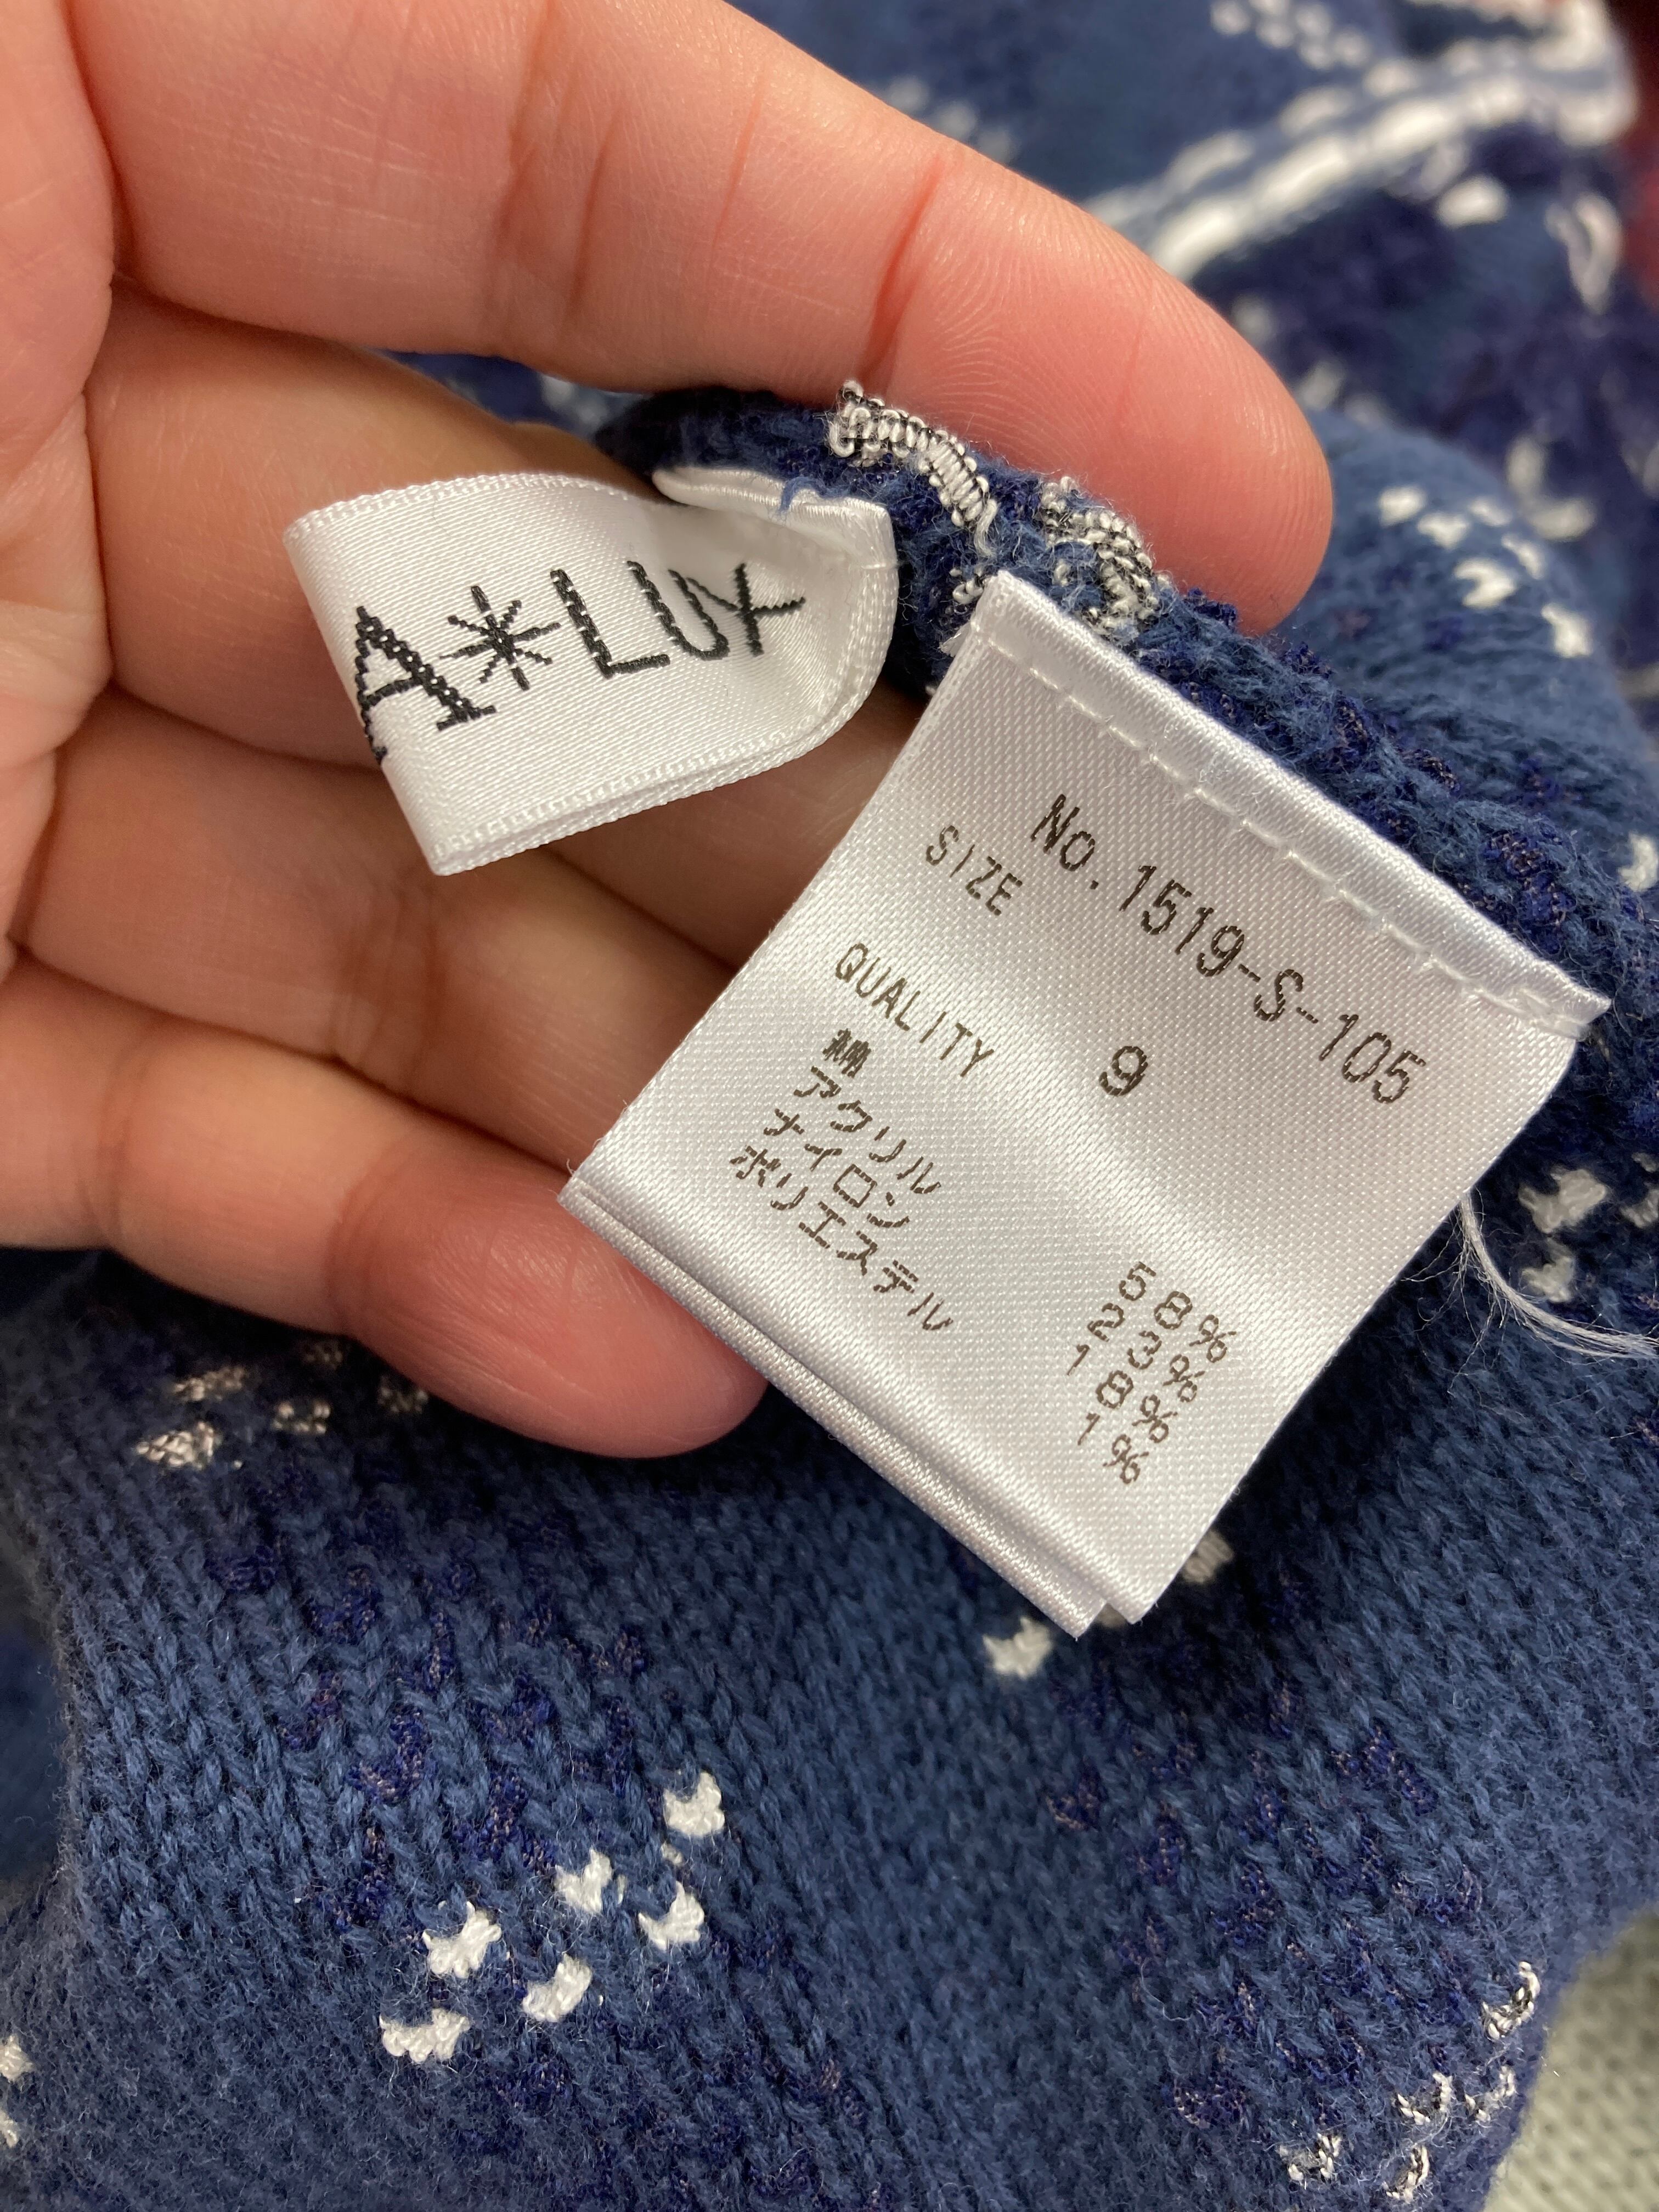 A*LUX
No. 1519-S-105
SIZE 9
QUALITY
綿 58%
アクリル 23%
ナイロン 18%
ポリエステル 1%